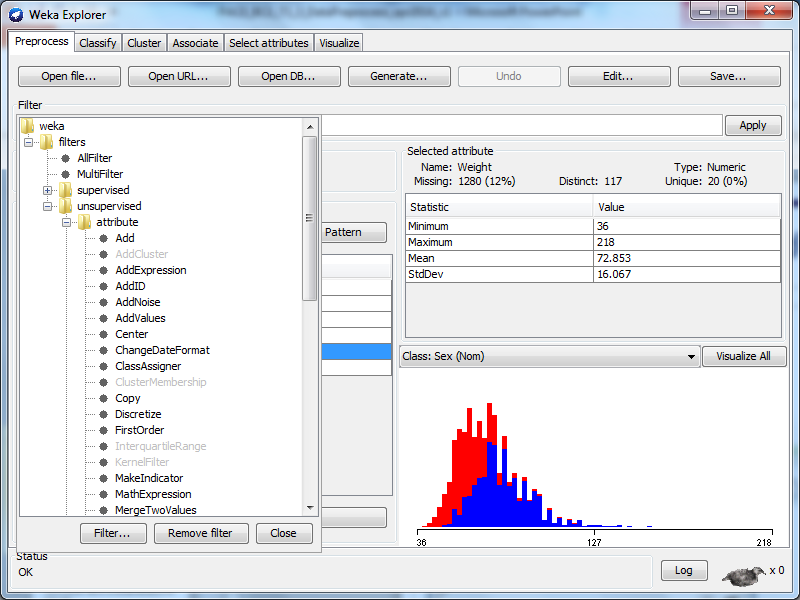 Weka Explorer
Preprocess Classify Cluster Associate Select attributes Visualize
Open file... Open URL... Open DB... Generate... Undo Edit... Save...
Filter
Apply
weka
filters
AllFilter
MultiFilter
supervised
unsupervised
attribute
Add
AddCluster
AddExpression
AddID
AddNoise
AddValues
Center
ChangeDateFormat
ClassAssigner
ClusterMembership
Copy
Discretize
FirstOrder
InterquartileRange
KernelFilter
MakeIndicator
MathExpression
MergeTwoValues
Filter... Remove filter Close
Pattern
Selected attribute
Name: Weight Type: Numeric
Missing: 1280 (12%) Distinct: 117 Unique: 20 (0%)
Statistic Value
Minimum 36
Maximum 218
Mean 72.853
StdDev 16.067
Class: Sex (Nom) Visualize All
36 127 218
Status
OK
Log x 0